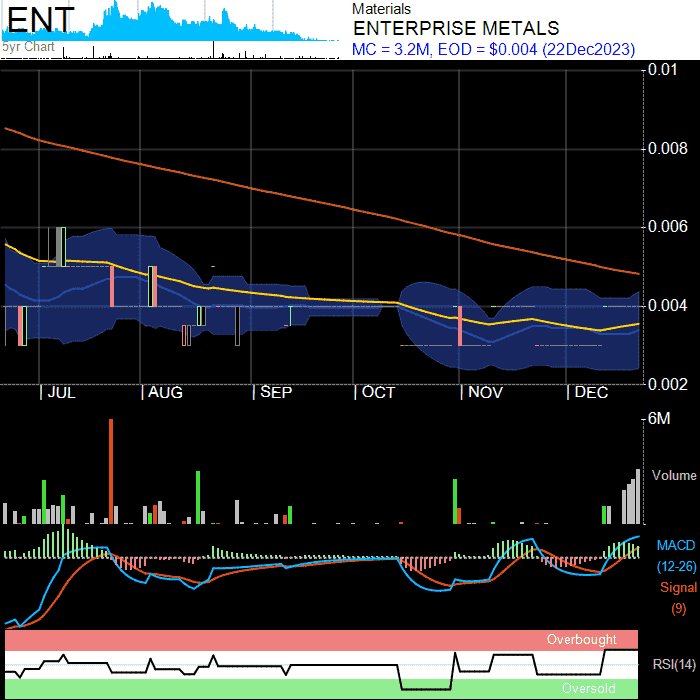 ENT
5yr Chart
Materials
ENTERPRISE METALS
MC = 3.2M, EOD = $0.004 (22Dec2023)
0.01
0.008
0.006
0.004
0.002
JUL AUG SEP OCT NOV DEC
6M
Volume
MACD
(12-26)
Signal
(9)
Overbought
RSI(14)
Oversold